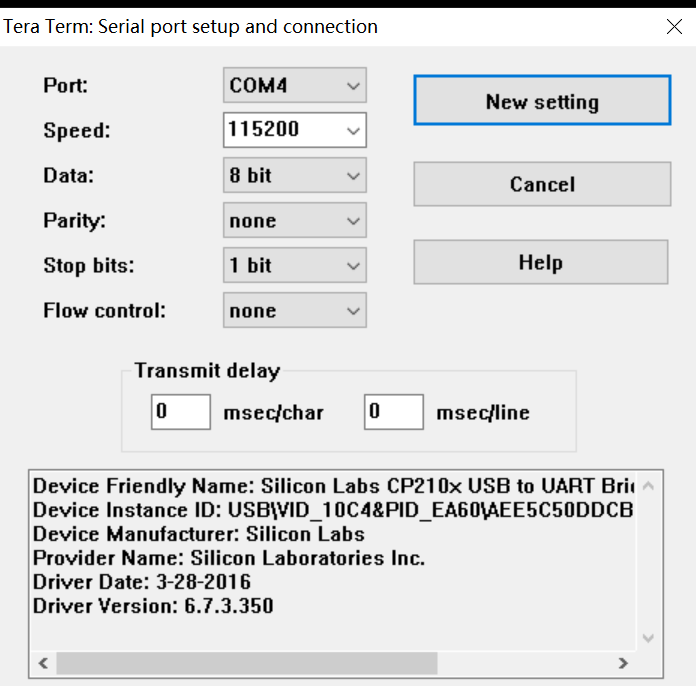 Tera Term: Serial port setup and connection
Port: COM4
New setting
Speed: 115200
Data: 8 bit
Cancel
Parity: none
Stop bits: 1 bit
Help
Flow control: none
Transmit delay
0 msec/char 0 msec/line
Device Friendly Name: Silicon Labs CP210x USB to UART
Device Instance ID: USB\VID_10C4&PID_EA60\AEE5C50DDCB
Device Manufacturer: Silicon Labs
Provider Name: Silicon Laboratories Inc.
Driver Date: 3-28-2016
Driver Version: 6.7.3.350